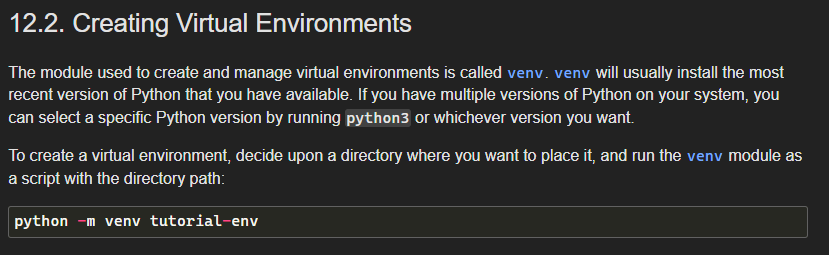 12.2. Creating Virtual Environments
The module used to create and manage virtual environments is called venv. venv will usually install the most
recent version of Python that you have available. If you have multiple versions of Python on your system, you
can select a specific Python version by running python3 or whichever version you want.
To create a virtual environment, decide upon a directory where you want to place it, and run the venv module as
a script with the directory path:
python -m venv tutorial-env